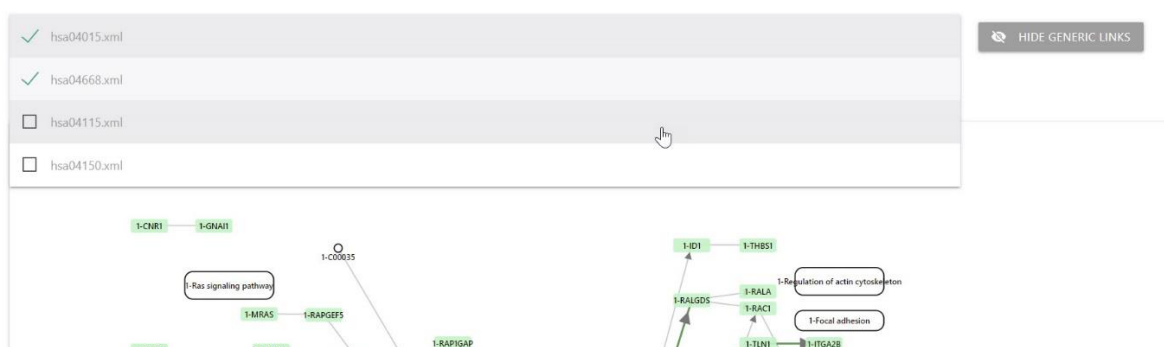 hsa04015.xml
HIDE GENERIC LINKS
hsa04668.xml
hsa04115.xml
hsa04150.xml
1-CNR1
1-GNAI1
1-ID1
1-THBS1
1-C00035
1-Ras signaling pathway
1-RALA
1-Regulation of actin cytoskeleton
1-RALGDS
1-RAC1
1-MRAS
1-RAPGEF5
1-Focal adhesion
1-RAP1GAP
1-TLN1
1-ITGA2B